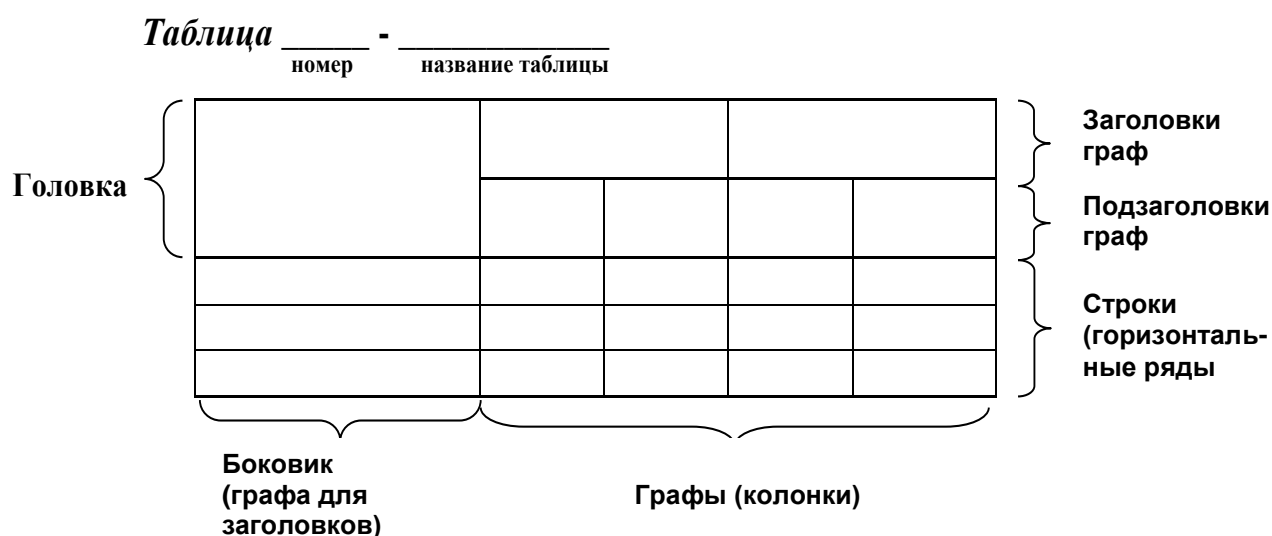 Таблица _____ - ____________
номер название таблицы
Головка
Заголовки
граф
Подзаголовки
граф
Строки
(горизонталь-
ные ряды
Боковик
(графа для
заголовков)
Графы (колонки)